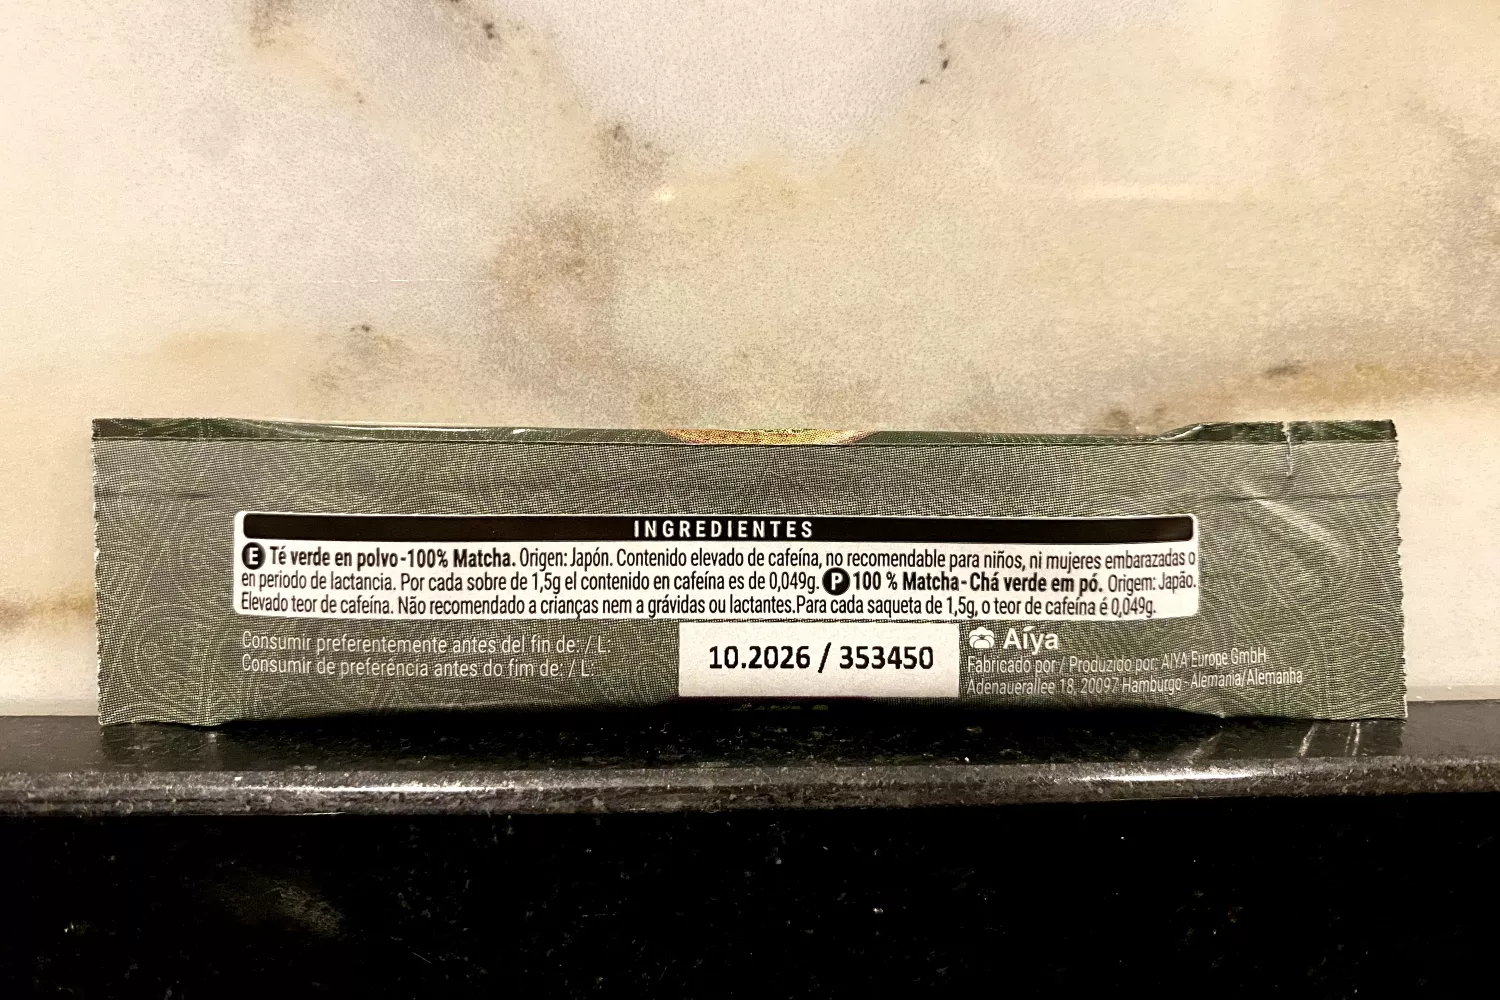 INGREDIENTES
E Té verde en polvo-100% Matcha. Origen: Japón. Contenido elevado de cafeína, no recomendable para niños, ni mujeres embarazadas o
en periodo de lactancia. Por cada sobre de 1,5g el contenido en cafeína es de 0,049g. P 100 % Matcha-Chá verde em pó. Origem: Japão.
Elevado teor de cafeína. Não recomendado a crianças nem a grávidas ou lactantes.Para cada saqueta de 1,5g, o teor de cafeína é 0,049g.
Consumir preferentemente antes del fin de: / L:
Consumir de preferência antes do fim de: / L:
10.2026 / 353450
Aíya
Fabricado por / Produzido por: AIYA Europe GmbH
Adenauerallee 18, 20097 Hamburgo-Alemania/Alemanha